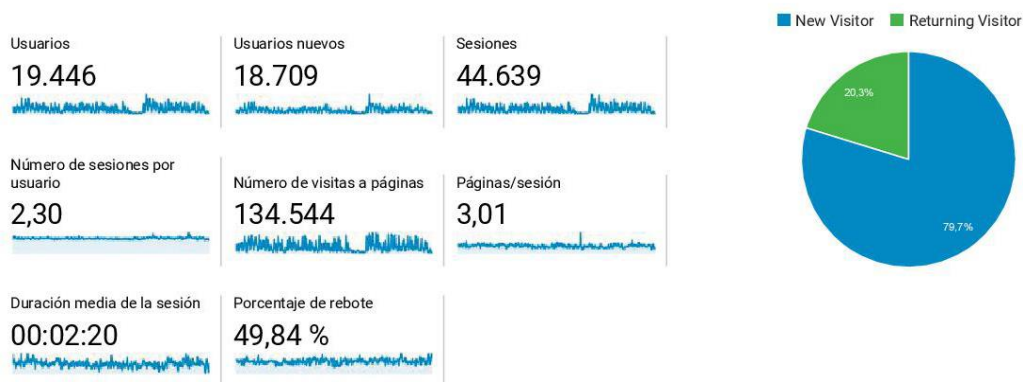 New Visitor
Returning Visitor
Usuarios
19.446
Usuarios nuevos
18.709
Sesiones
44.639
20,3%
79,7%
Número de sesiones por
usuario
2,30
Número de visitas a páginas
134.544
Páginas/sesión
3,01
Duración media de la sesión
00:02:20
Porcentaje de rebote
49,84 %